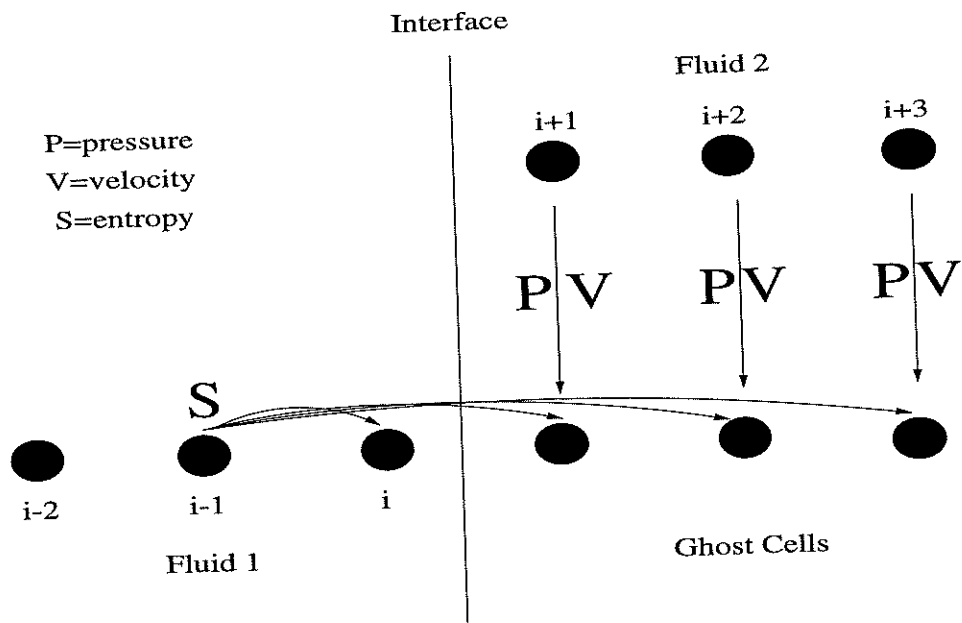 Interface
Fluid 2
i+1 i+2 i+3
P=pressure
V=velocity
S=entropy
P V P V P V
S
i-2 i-1 i
Fluid 1
Ghost Cells